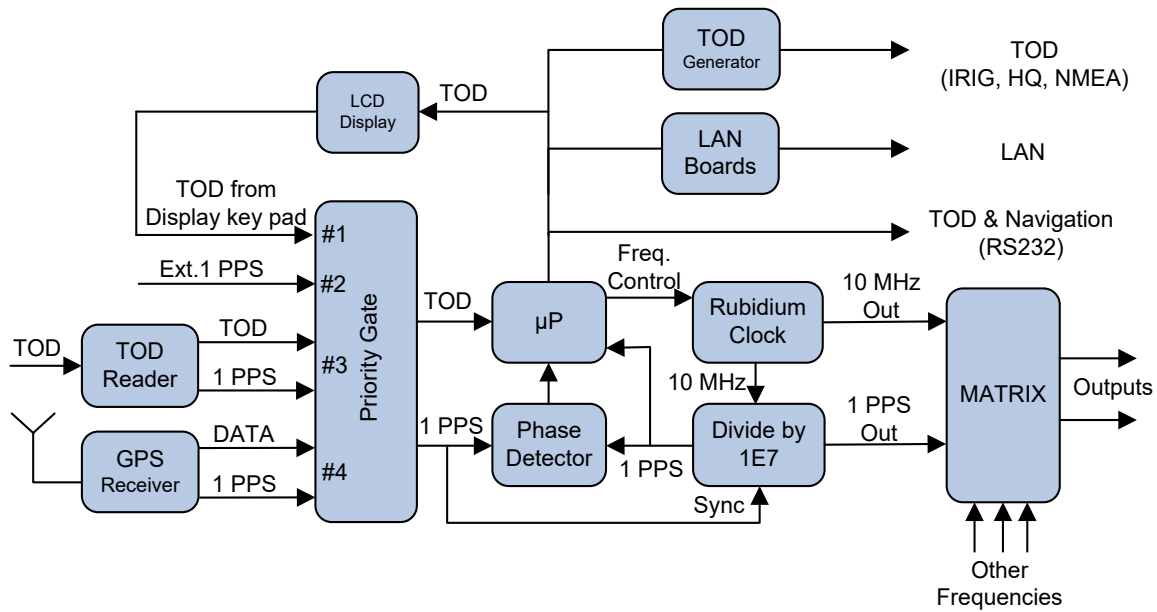 TOD
Generator
TOD
(IRIG, HQ, NMEA)
LCD
Display
TOD
LAN
Boards
LAN
TOD from
Display key pad
TOD & Navigation
(RS232)
#1
Ext.1 PPS
#2
Freq.
Control
10 MHz
Out
TOD
TOD
Reader
TOD
1 PPS
#3
Priority Gate
TOD
µP
Rubidium
Clock
10 MHz
MATRIX
Outputs
GPS
Receiver
DATA
1 PPS
#4
1 PPS
Phase
Detector
1 PPS
Divide by
1E7
1 PPS
Out
Sync
Other
Frequencies